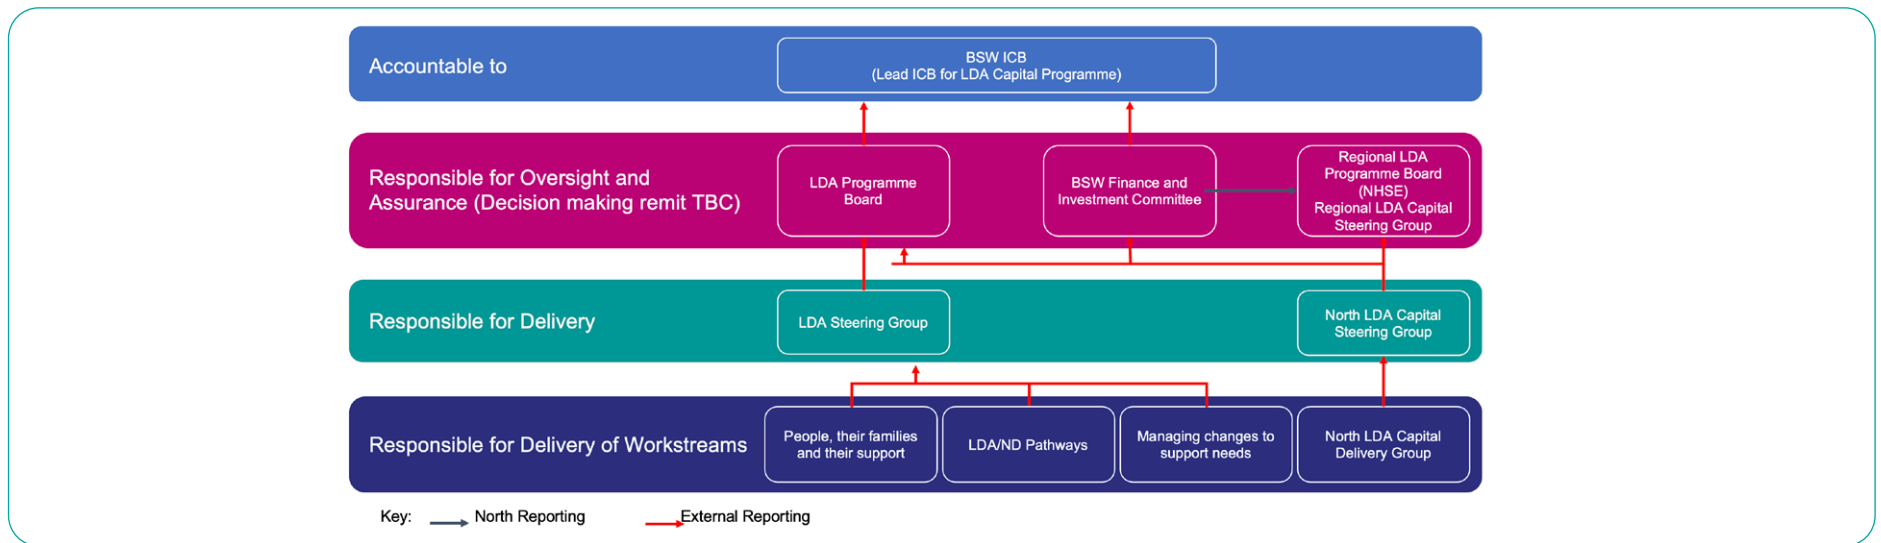 Accountable to
BSW ICB
(Lead ICB for LDA Capital Programme)
Responsible for Oversight and
Assurance (Decision making remit TBC)
LDA Programme
Board
BSW Finance and
Investment Committee
Regional LDA
Programme Board
(NHSE)
Regional LDA Capital
Steering Group
Responsible for Delivery
LDA Steering Group
North LDA Capital
Steering Group
Responsible for Delivery of Workstreams
People, their families
and their support
LDA/ND Pathways
Managing changes to
support needs
North LDA Capital
Delivery Group
Key: North Reporting External Reporting